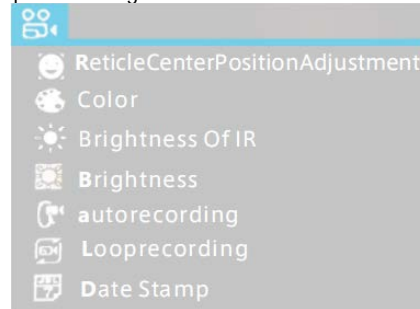 ReticleCenterPositionAdjustment
Color
Brightness Of IR
Brightness
autorecording
Looprecording
Date Stamp